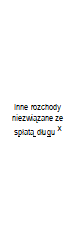 Inne rozchody
niezwiązane ze
spłatą długu x